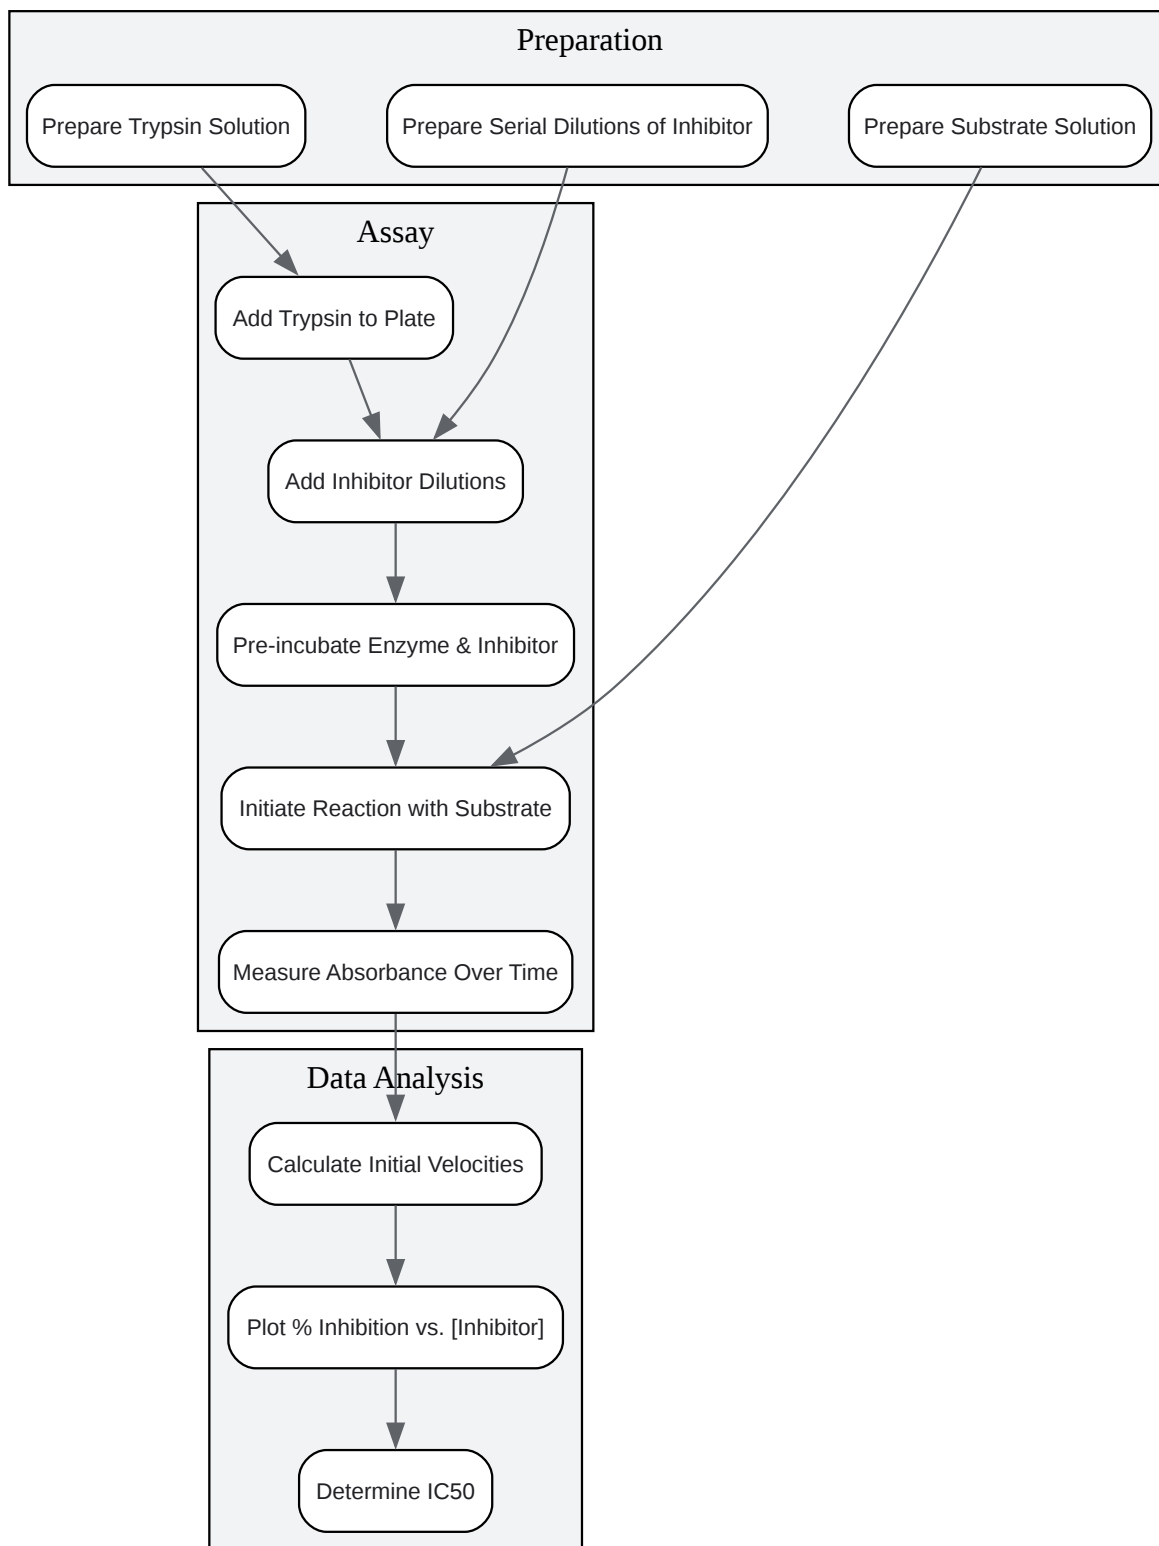 Preparation
Prepare Trypsin Solution
Prepare Serial Dilutions of Inhibitor
Prepare Substrate Solution
Assay
Add Trypsin to Plate
Add Inhibitor Dilutions
Pre-incubate Enzyme & Inhibitor
Initiate Reaction with Substrate
Measure Absorbance Over Time
Data Analysis
Calculate Initial Velocities
Plot % Inhibition vs. [Inhibitor]
Determine IC50